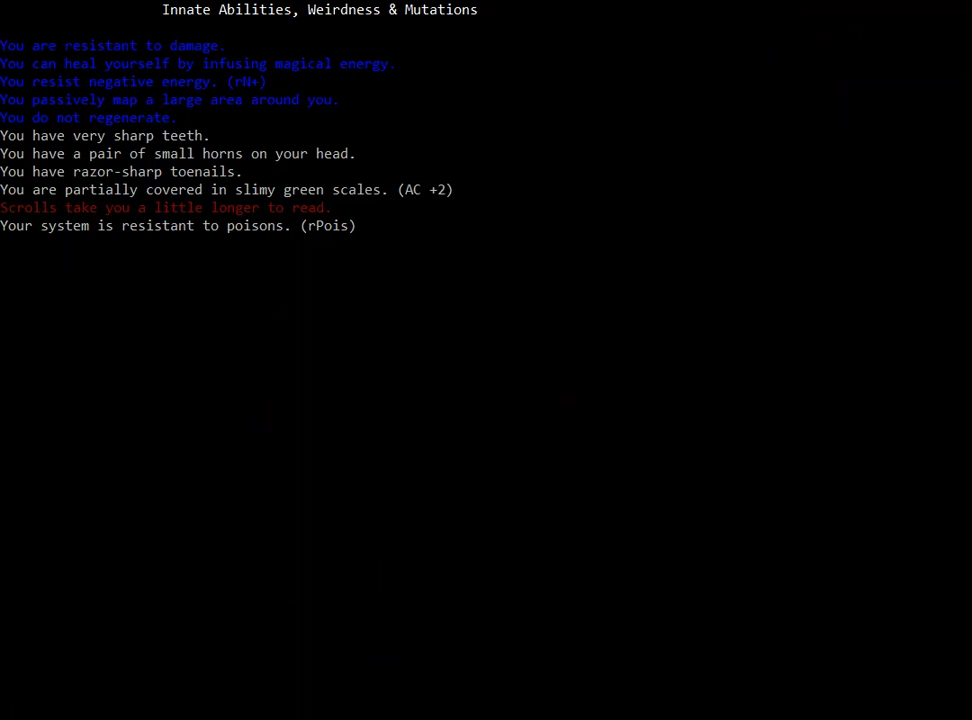 Innate Abilities, Weirdness & Mutations
You are resistant to damage.
You can heal yourself by infusing magical energy.
You resist negative energy. (rN+)
You passively map a large area around you.
You do not regenerate.
You have very sharp teeth.
You have a pair of small horns on your head.
You have razor-sharp toenails.
You are partially covered in slimy green scales. (AC +2)
Scrolls take you a little longer to read.
Your system is resistant to poisons. (rPois)